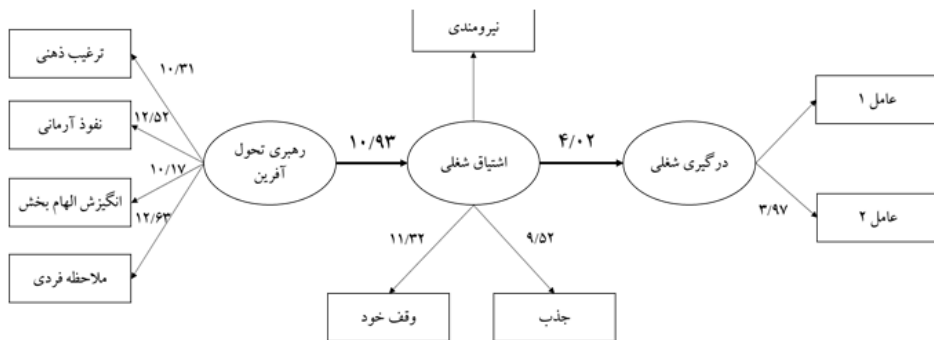 نیرومندی
ترغیب ذهنی
۱۰/۳۱
عامل ۱
نفوذ آرمانی
۱۲/۵۲
رهبری تحول
آفرین
۱۰/۹۳
اشتیاق شغلی
۴/۰۲
درگیری شغلی
۱۰/۱۷
انگیزش الهام بخش
۱۲/۶۳
۳/۹۷
عامل ۲
۱۱/۳۲
۹/۵۲
ملاحظه فردی
وقف خود
جذب